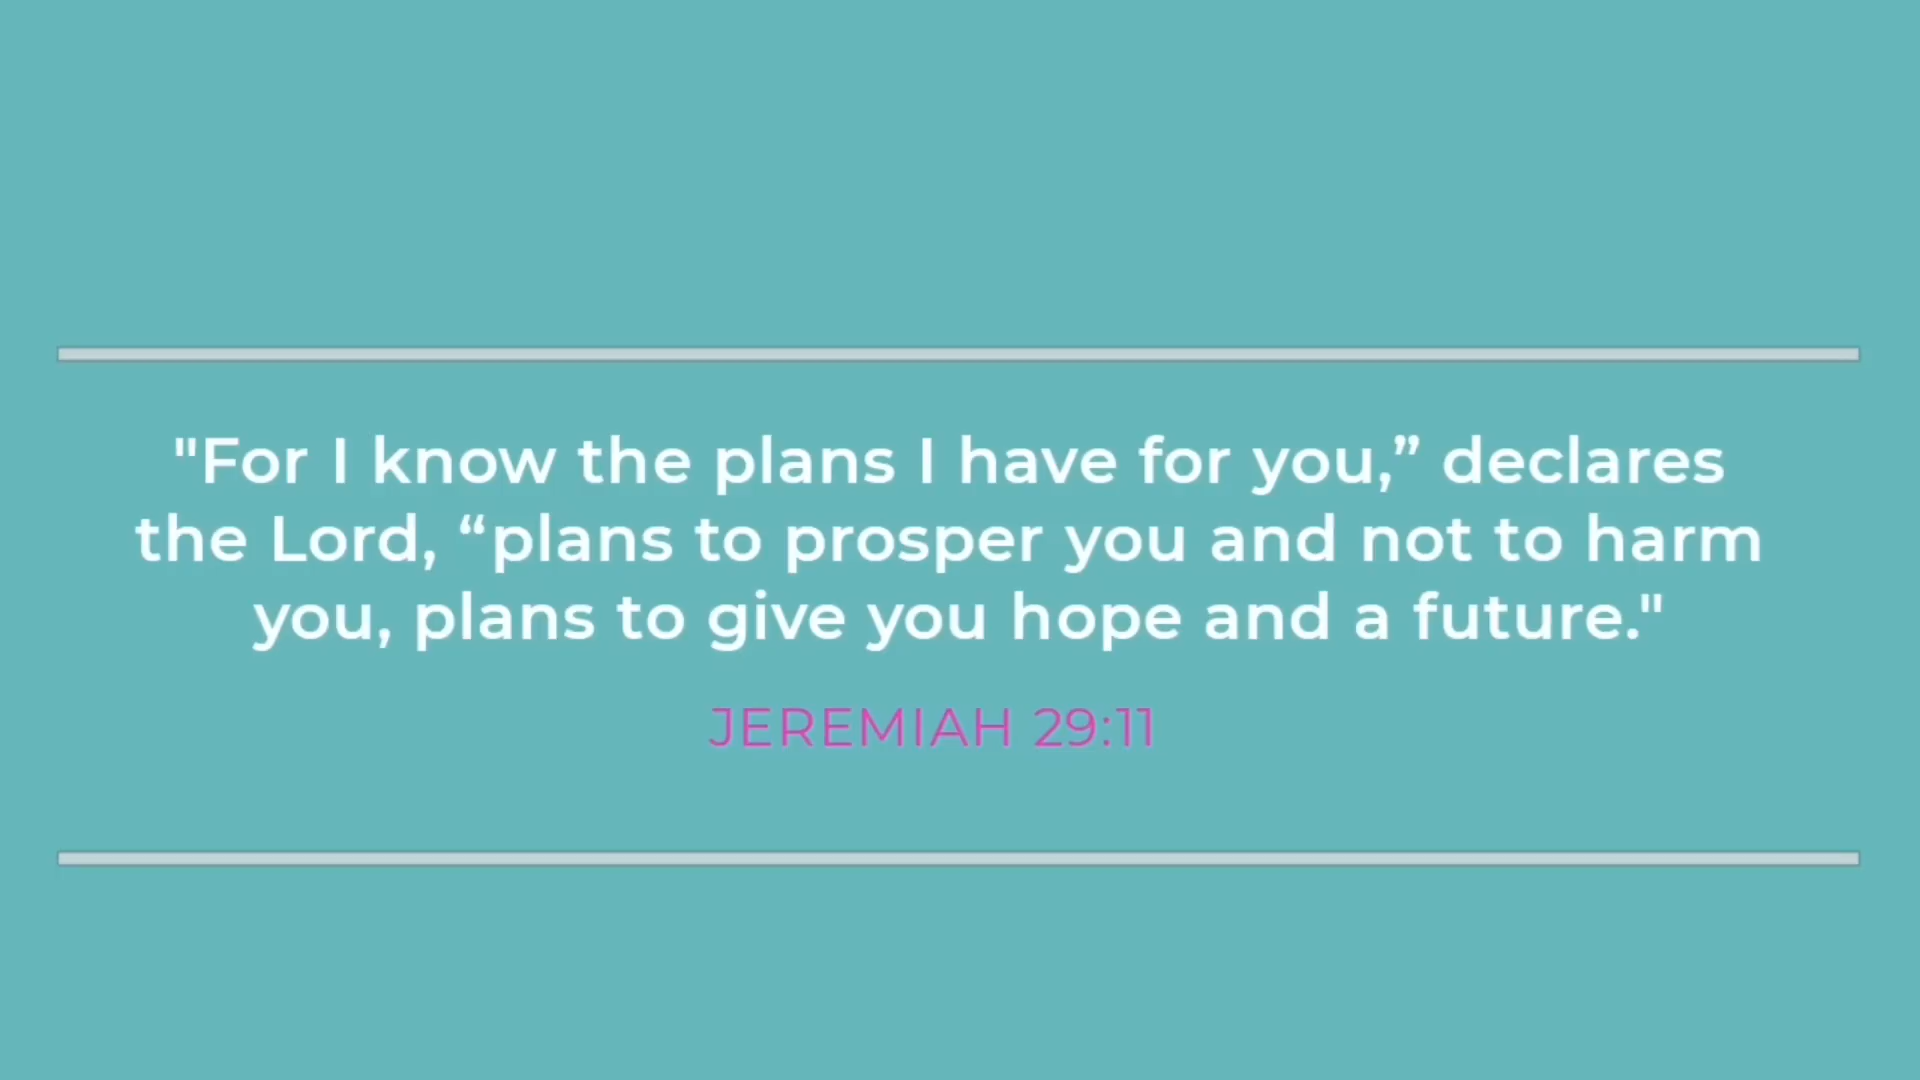 "For I know the plans I have for you,” declares
the Lord, “plans to prosper you and not to harm
you, plans to give you hope and a future."
JEREMIAH 29:11